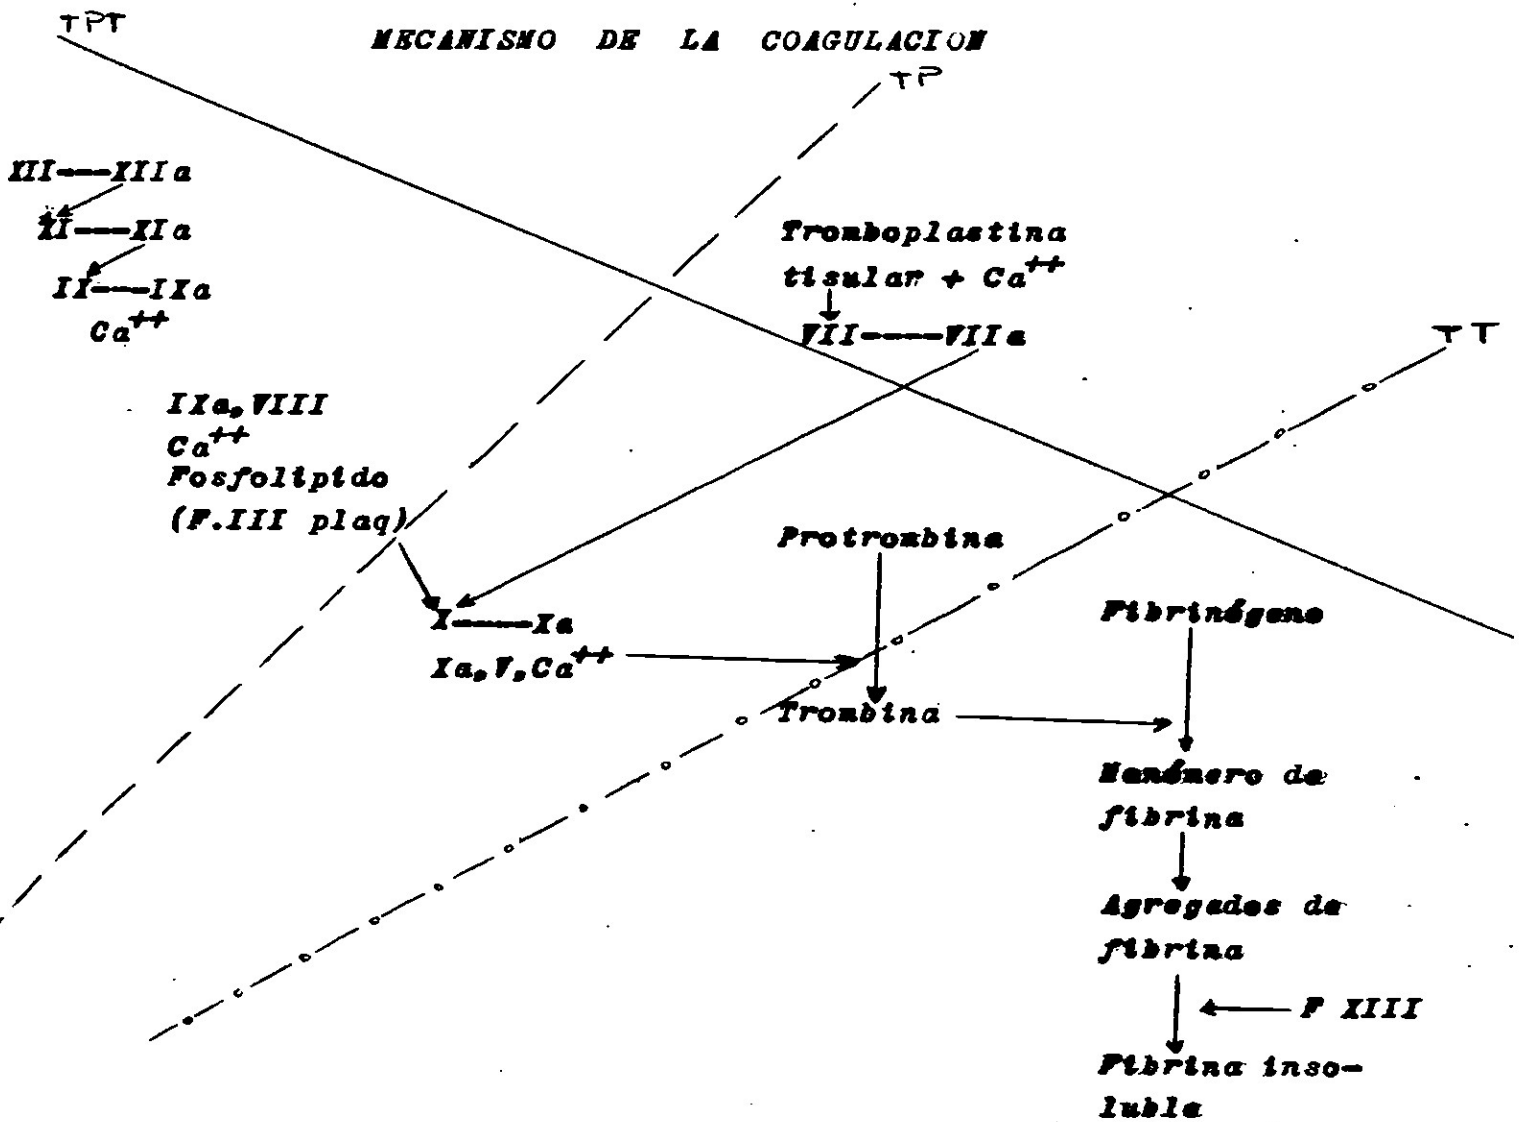 TPT
MECANISMO DE LA COAGULACION
TP
XII---XIIa
XI---XIa
IX---IXa
Ca++
Tromboplastina
tisular + Ca++
VII----VIIa
TT
IXa, VIII
Ca++
Fosfolipido
(F.III plaq)
Protrombina
X-----Xa
Xa, V, Ca++
Fibrinógeno
Trombina
Monómero de
fibrina
Agregados de
fibrina
F XIII
Fibrina inso-
luble